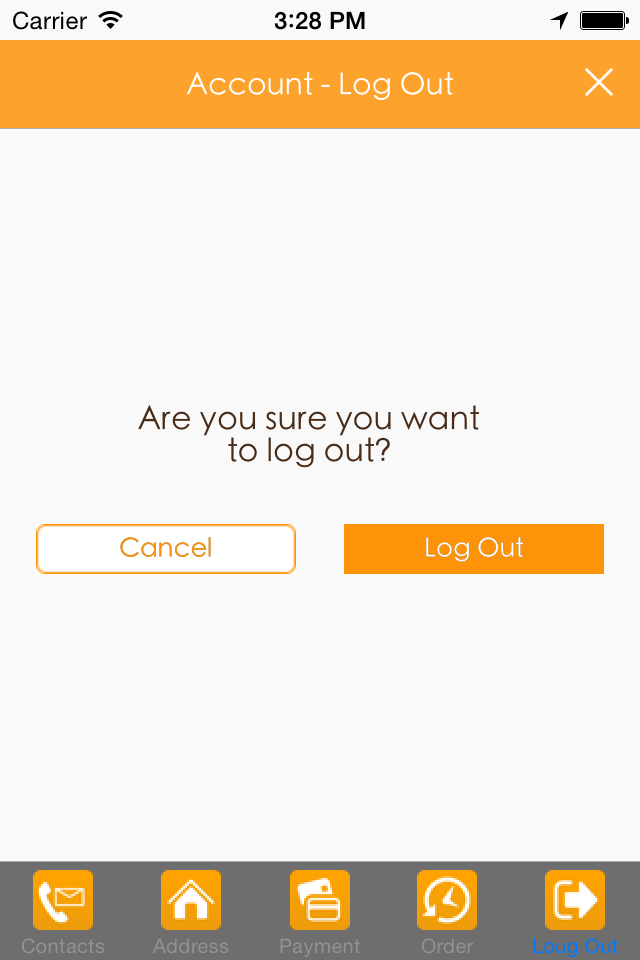 Carrier 3:28 PM
Account - Log Out
Are you sure you want
to log out?
Cancel Log Out
Contacts Address Payment Order Loug Out